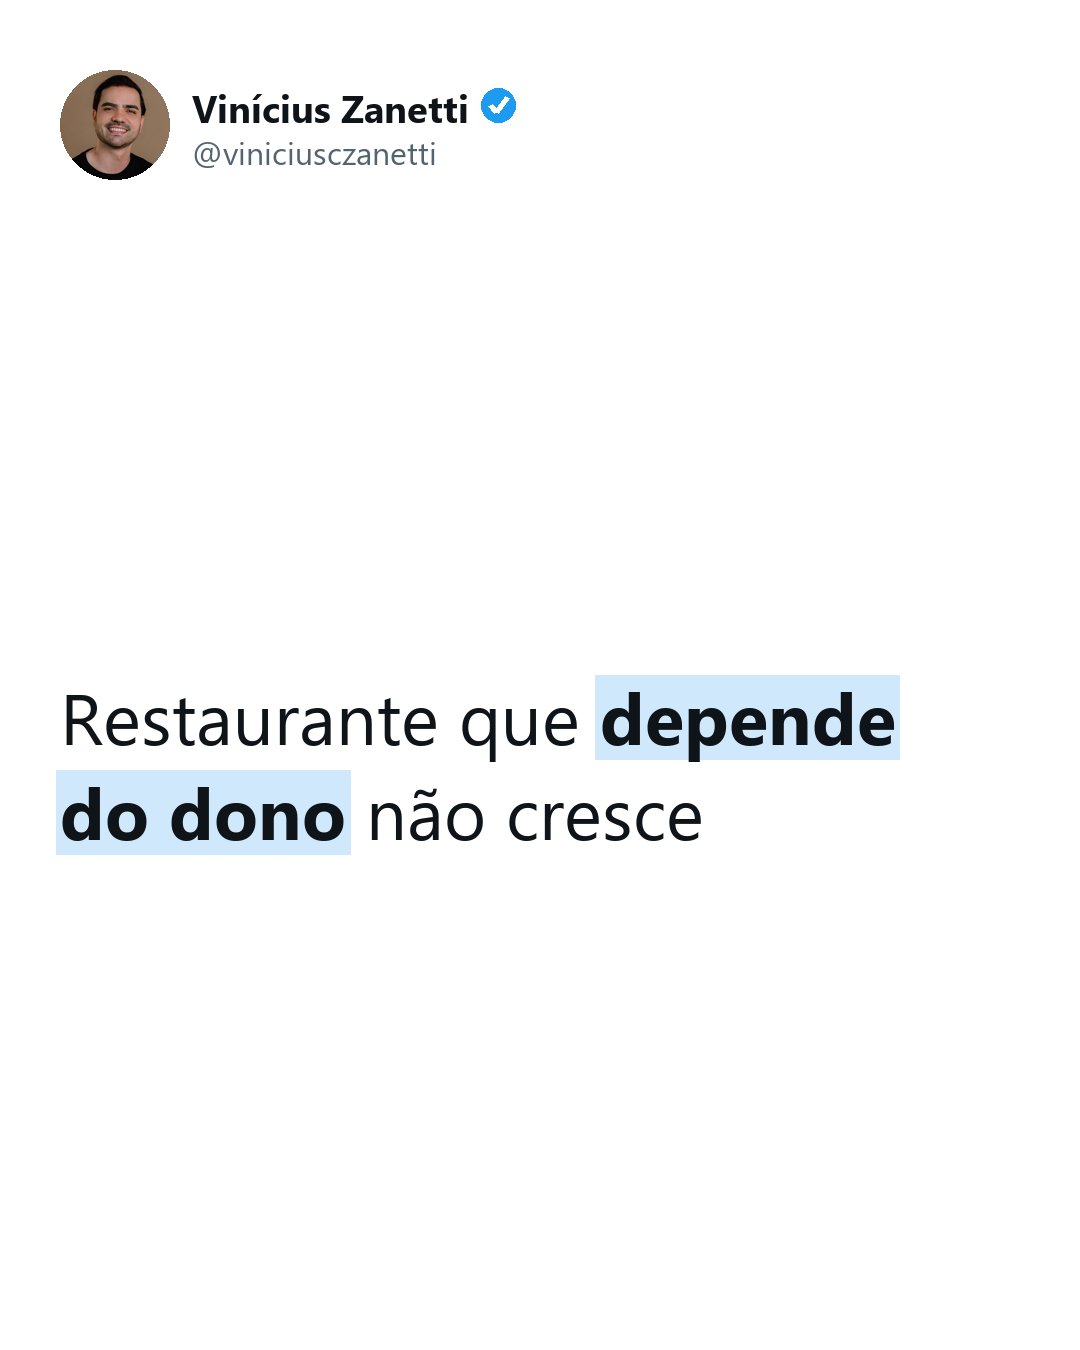 Vinícius Zanetti
@viniciusczanetti
Restaurante que depende
do dono não cresce